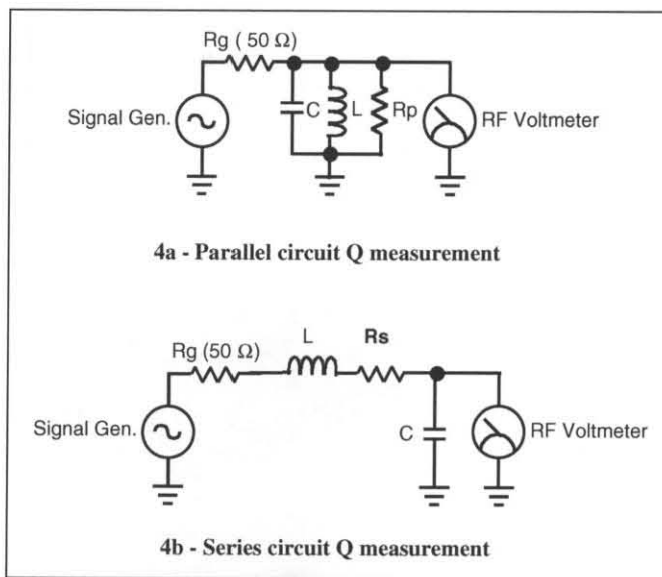 Rg ( 50 Ω)
Signal Gen.
C
L
Rp
RF Voltmeter
4a - Parallel circuit Q measurement
L
Rg (50 Ω)
Rs
Signal Gen.
C
RF Voltmeter
4b - Series circuit Q measurement